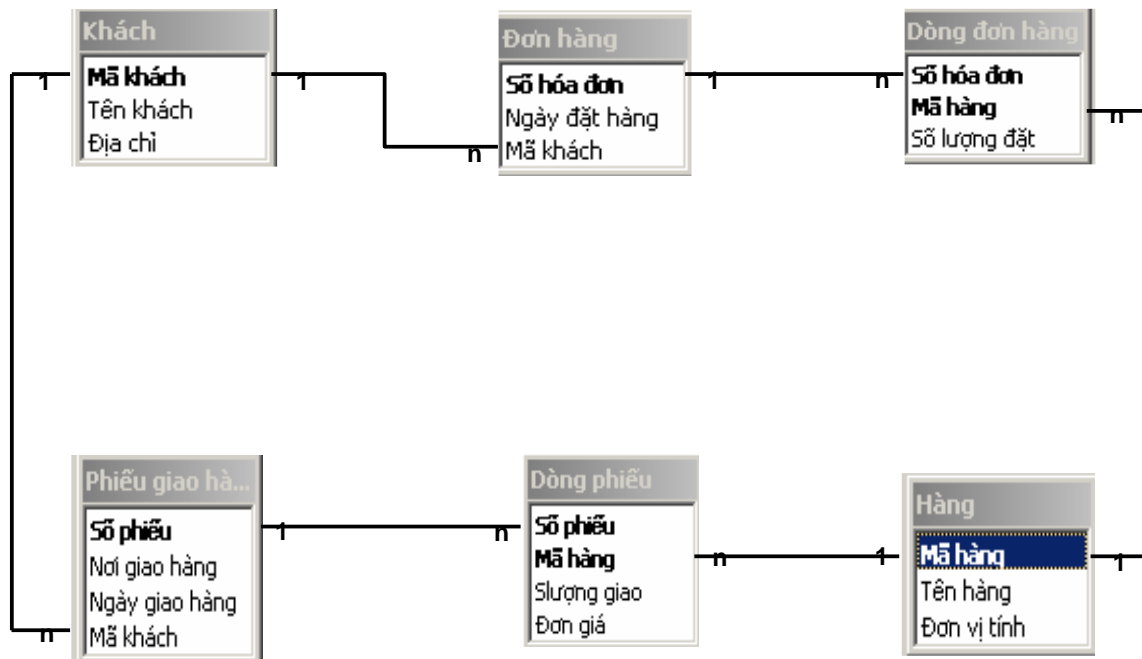 Khách
Mã khách
Tên khách
Địa chỉ
1
1
n
Đơn hàng
Số hóa đơn
Ngày đặt hàng
Mã khách
1
n
Dòng đơn hàng
Số hóa đơn
Mã hàng
Số lượng đặt
n
Phiếu giao hà...
Số phiếu
Nơi giao hàng
Ngày giao hàng
Mã khách
n
1
n
Dòng phiếu
Số phiếu
Mã hàng
Slượng giao
Đơn giá
n
1
Hàng
Mã hàng
Tên hàng
Đơn vị tính
1